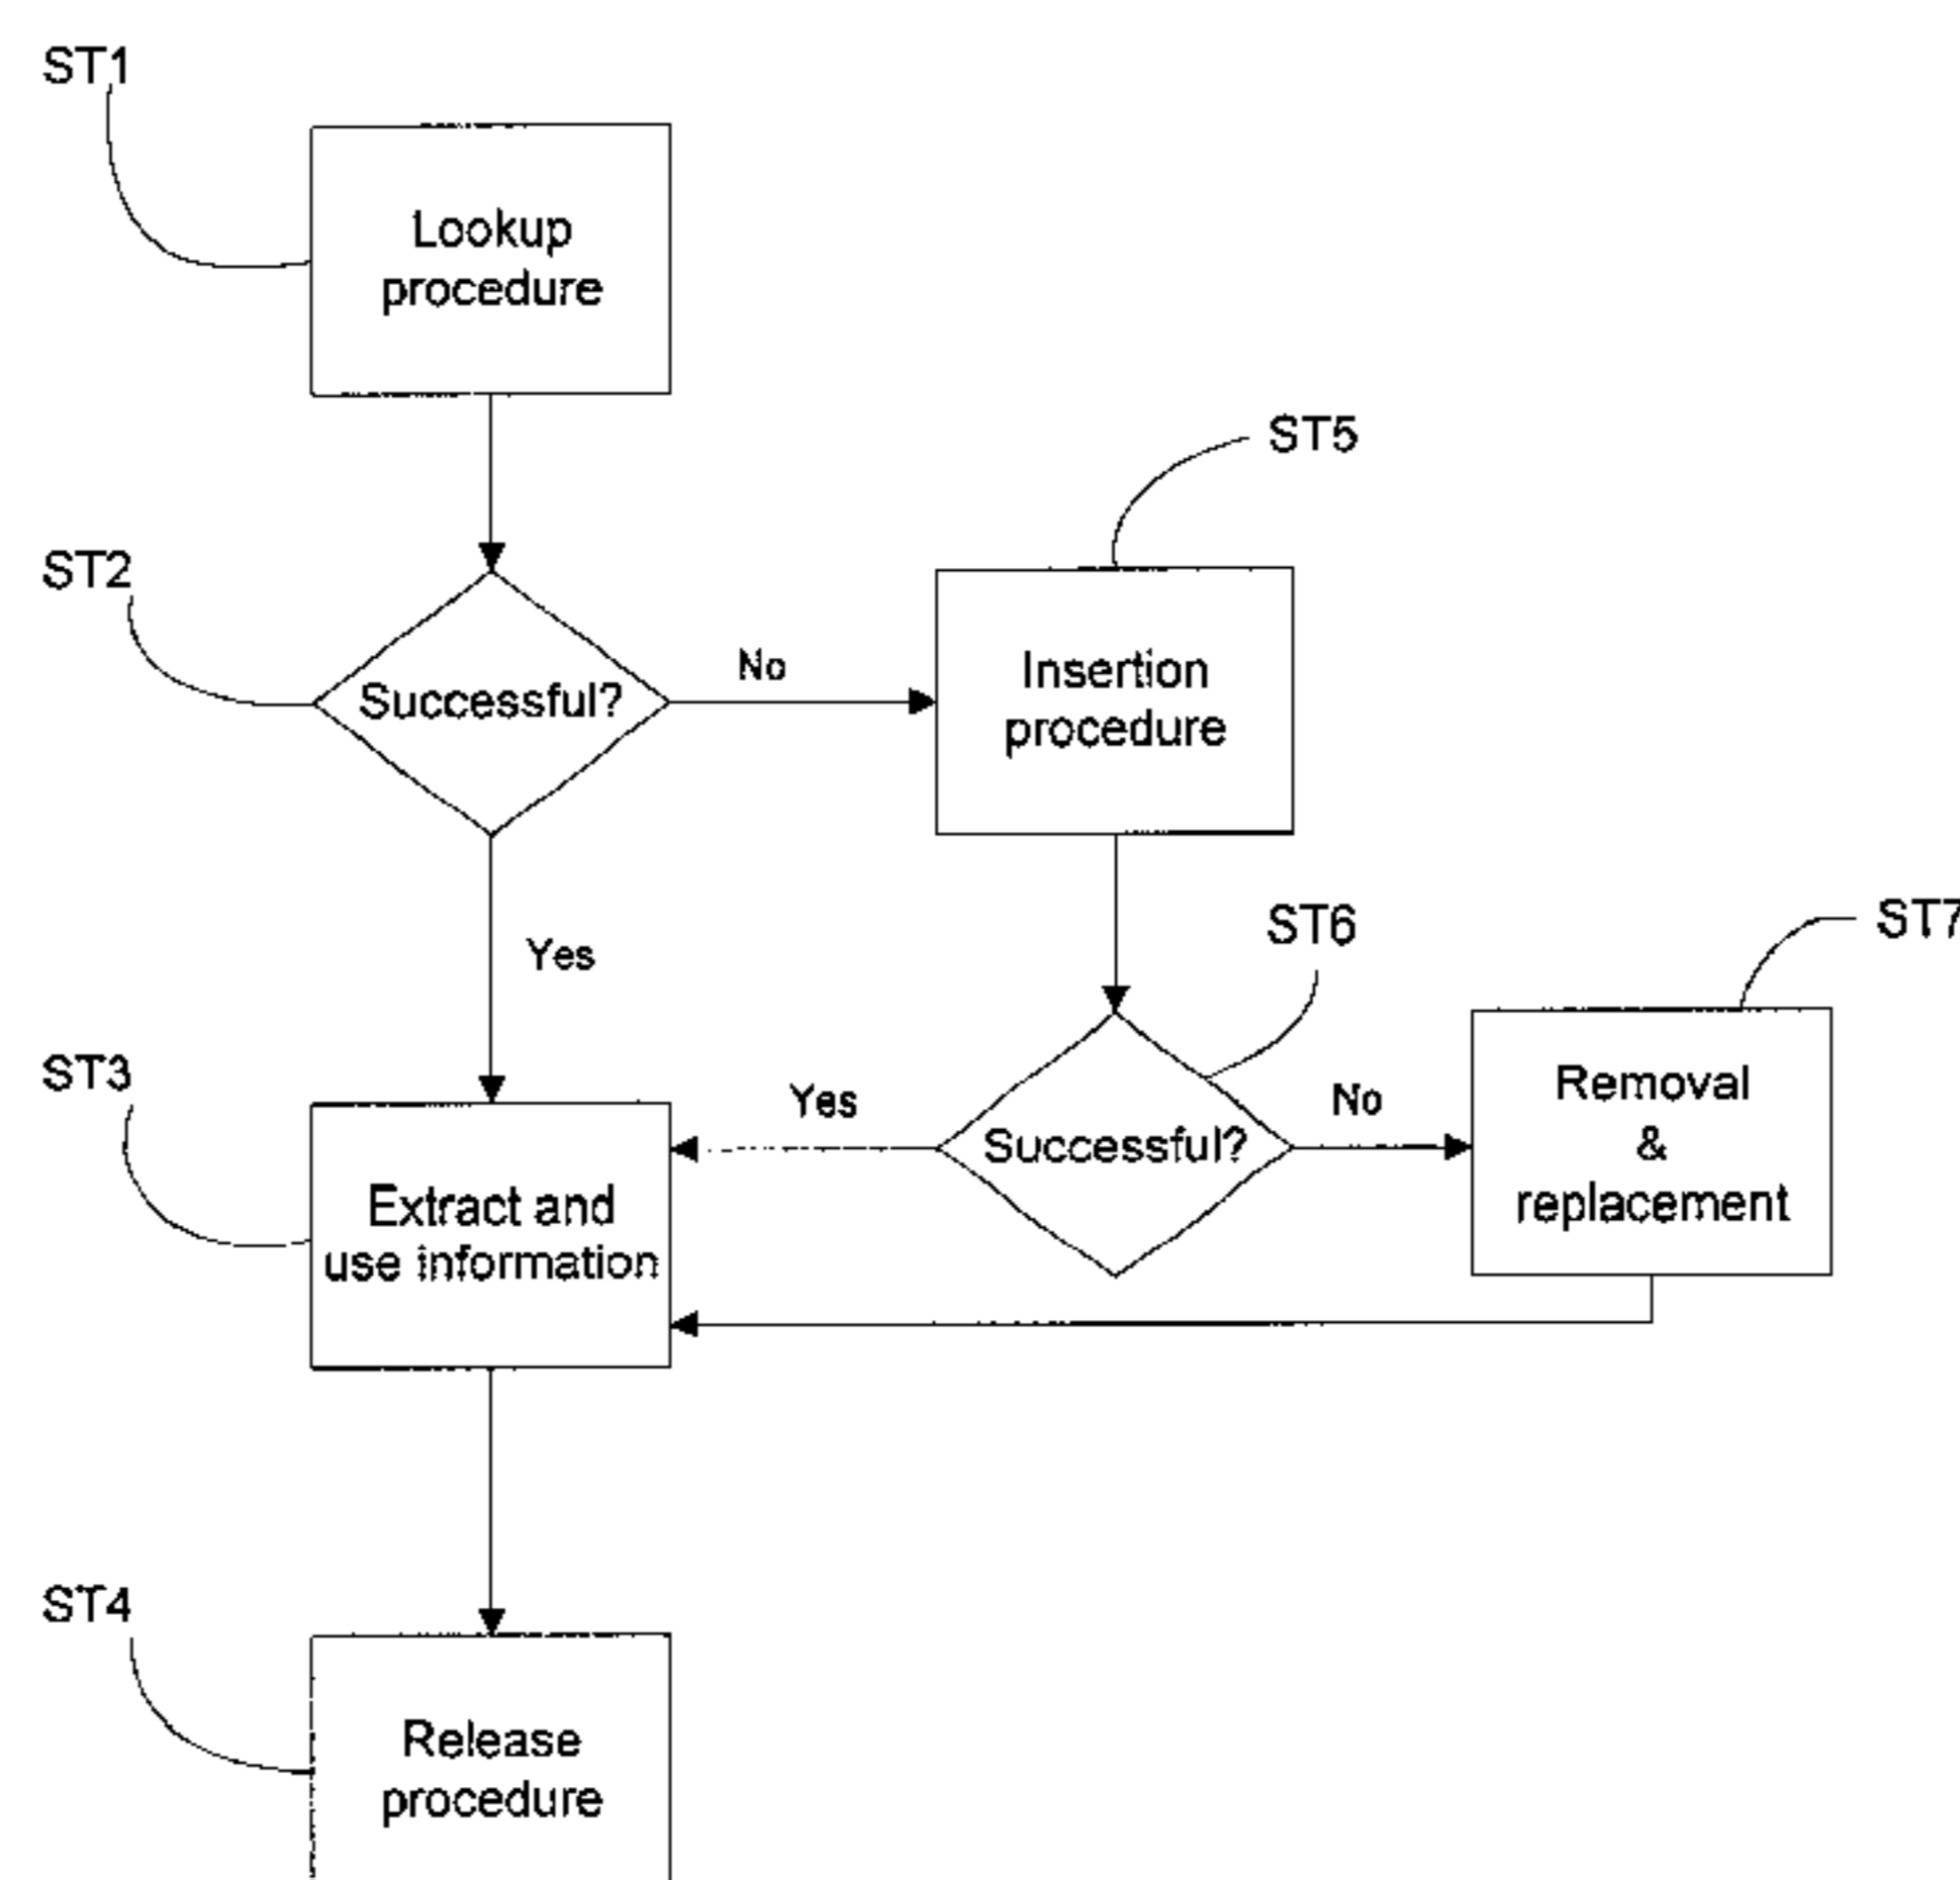 ST1
Lookup
procedure
ST5
ST2
Successful?
No
Insertion
procedure
Yes
ST6
ST7
ST3
Yes
Successful?
No
Removal
&
replacement
Extract and
use information
ST4
Release
procedure